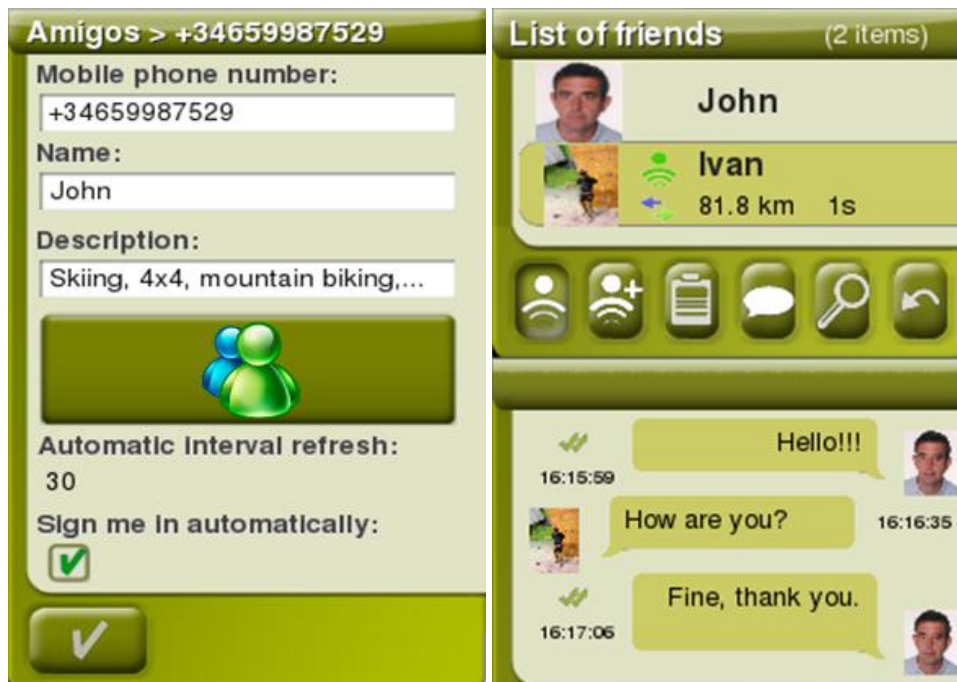 Amigos > +34659987529
Mobile phone number:
+34659987529
Name:
John
Description:
Skiing, 4x4, mountain biking,...
Automatic interval refresh:
30
Sign me in automatically:
List of friends (2 items)
John
Ivan
81.8 km 1s
Hello!!!
16:15:59
How are you?
16:16:35
Fine, thank you.
16:17:06